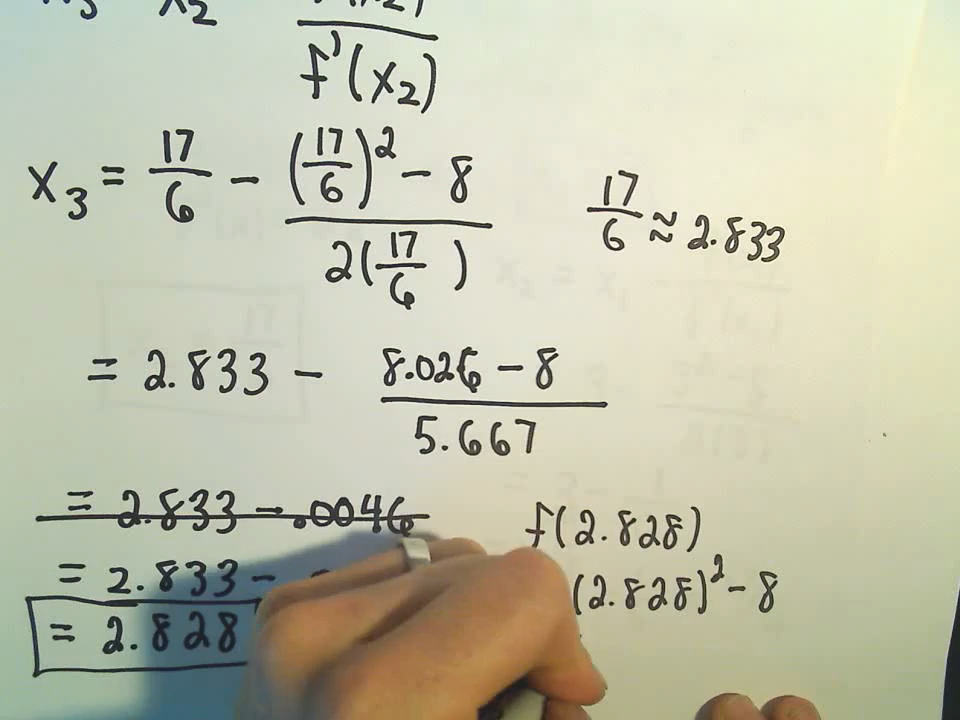 x₂
f'(x₂)
x₃ = 17/6 - ((17/6)² - 8)/(2(17/6))
17/6 ≈ 2.833
= 2.833 - (8.026 - 8)/5.667
= 2.833 - .0046
f(2.828)
= 2.833 -
(2.828)² - 8
= 2.828